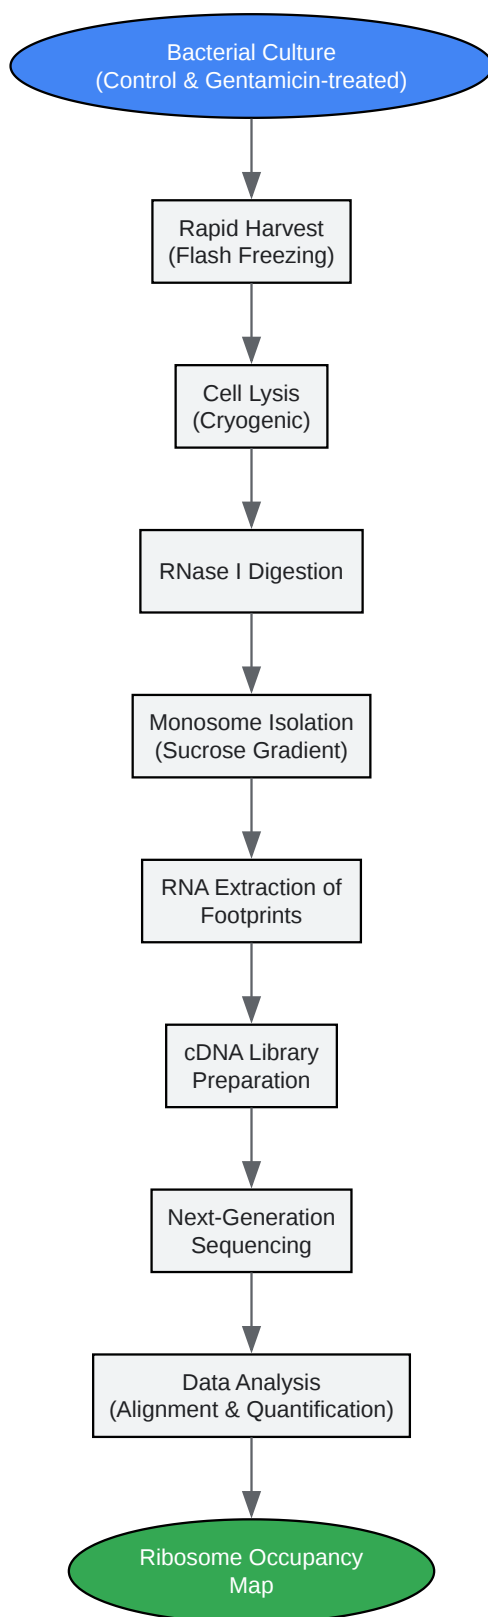 Bacterial Culture
(Control & Gentamicin-treated)
Rapid Harvest
(Flash Freezing)
Cell Lysis
(Cryogenic)
RNase I Digestion
Monosome Isolation
(Sucrose Gradient)
RNA Extraction of
Footprints
cDNA Library
Preparation
Next-Generation
Sequencing
Data Analysis
(Alignment & Quantification)
Ribosome Occupancy
Map